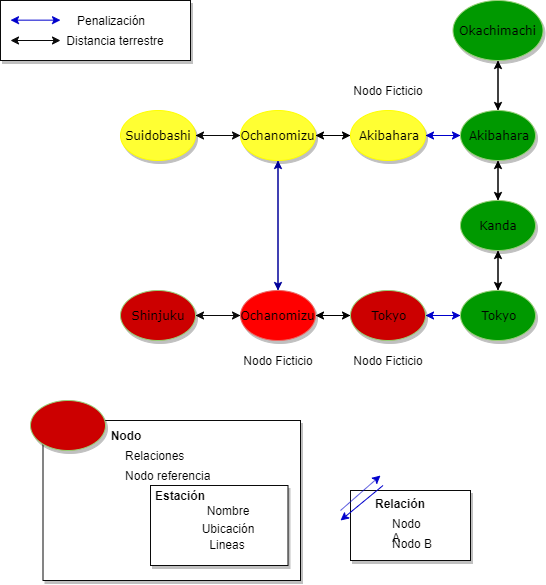 Penalización
Distancia terrestre
Okachimachi
Nodo Ficticio
Suidobashi
Ochanomizu
Akibahara
Akibahara
Kanda
Shinjuku
Ochanomizu
Tokyo
Tokyo
Nodo Ficticio
Nodo Ficticio
Nodo
Relaciones
Nodo referencia
Estación
Nombre
Ubicación
Lineas
Relación
Nodo
A
Nodo B